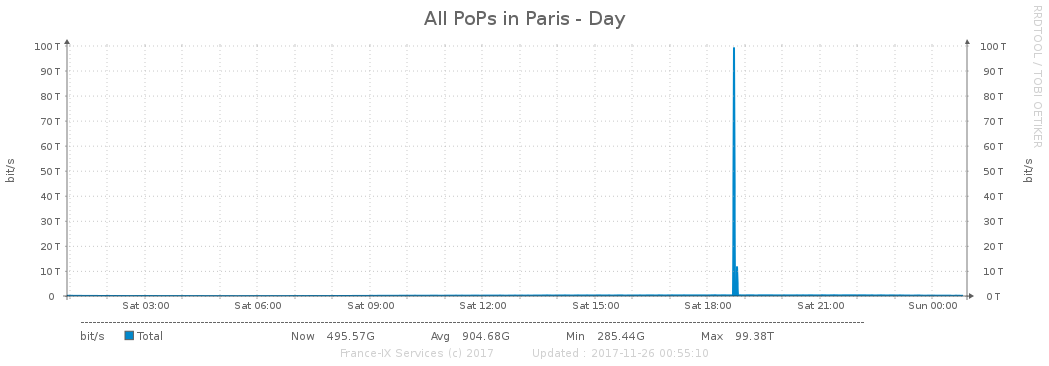 All PoPs in Paris - Day
RRDTOOL / TOBI OETIKER
bit/s
100 T
90 T
80 T
70 T
60 T
50 T
40 T
30 T
20 T
10 T
0
100 T
90 T
80 T
70 T
60 T
50 T
40 T
30 T
20 T
10 T
0 T
bit/s
Sat 03:00 Sat 06:00 Sat 09:00 Sat 12:00 Sat 15:00 Sat 18:00 Sat 21:00 Sun 00:00
bit/s Total Now 495.57G Avg 904.68G Min 285.44G Max 99.38T
France-IX Services (c) 2017 Updated : 2017-11-26 00:55:10